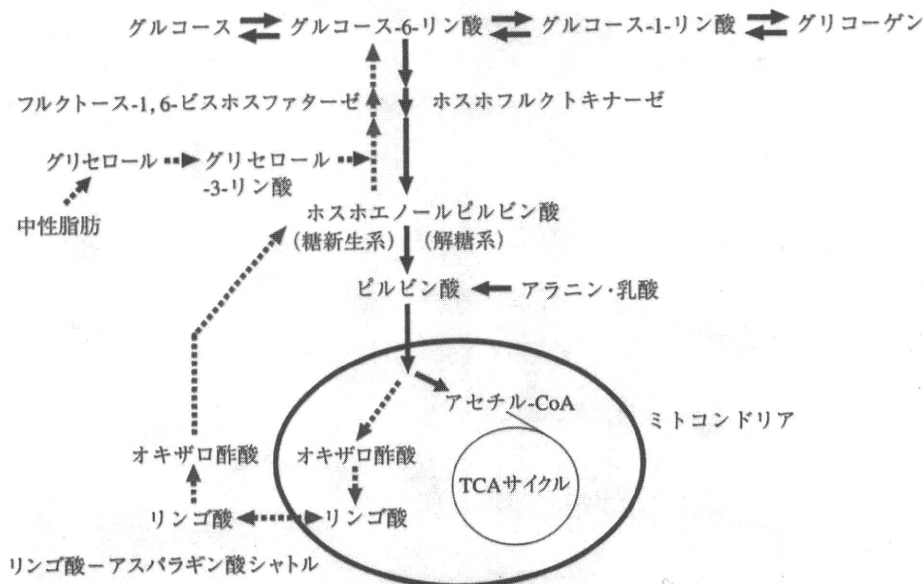 グルコース グルコース-6-リン酸 グルコース-1-リン酸 グリコーゲン
フルクトース-1,6-ビスホスファターゼ ホスホフルクトキナーゼ
グリセロール グリセロール
-3-リン酸
中性脂肪
ホスホエノールピルビン酸
(糖新生系) (解糖系)
ピルビン酸 アラニン・乳酸
アセチル-CoA
ミトコンドリア
オキザロ酢酸 オキザロ酢酸
TCAサイクル
リンゴ酸 リンゴ酸
リンゴ酸－アスパラギン酸シャトル